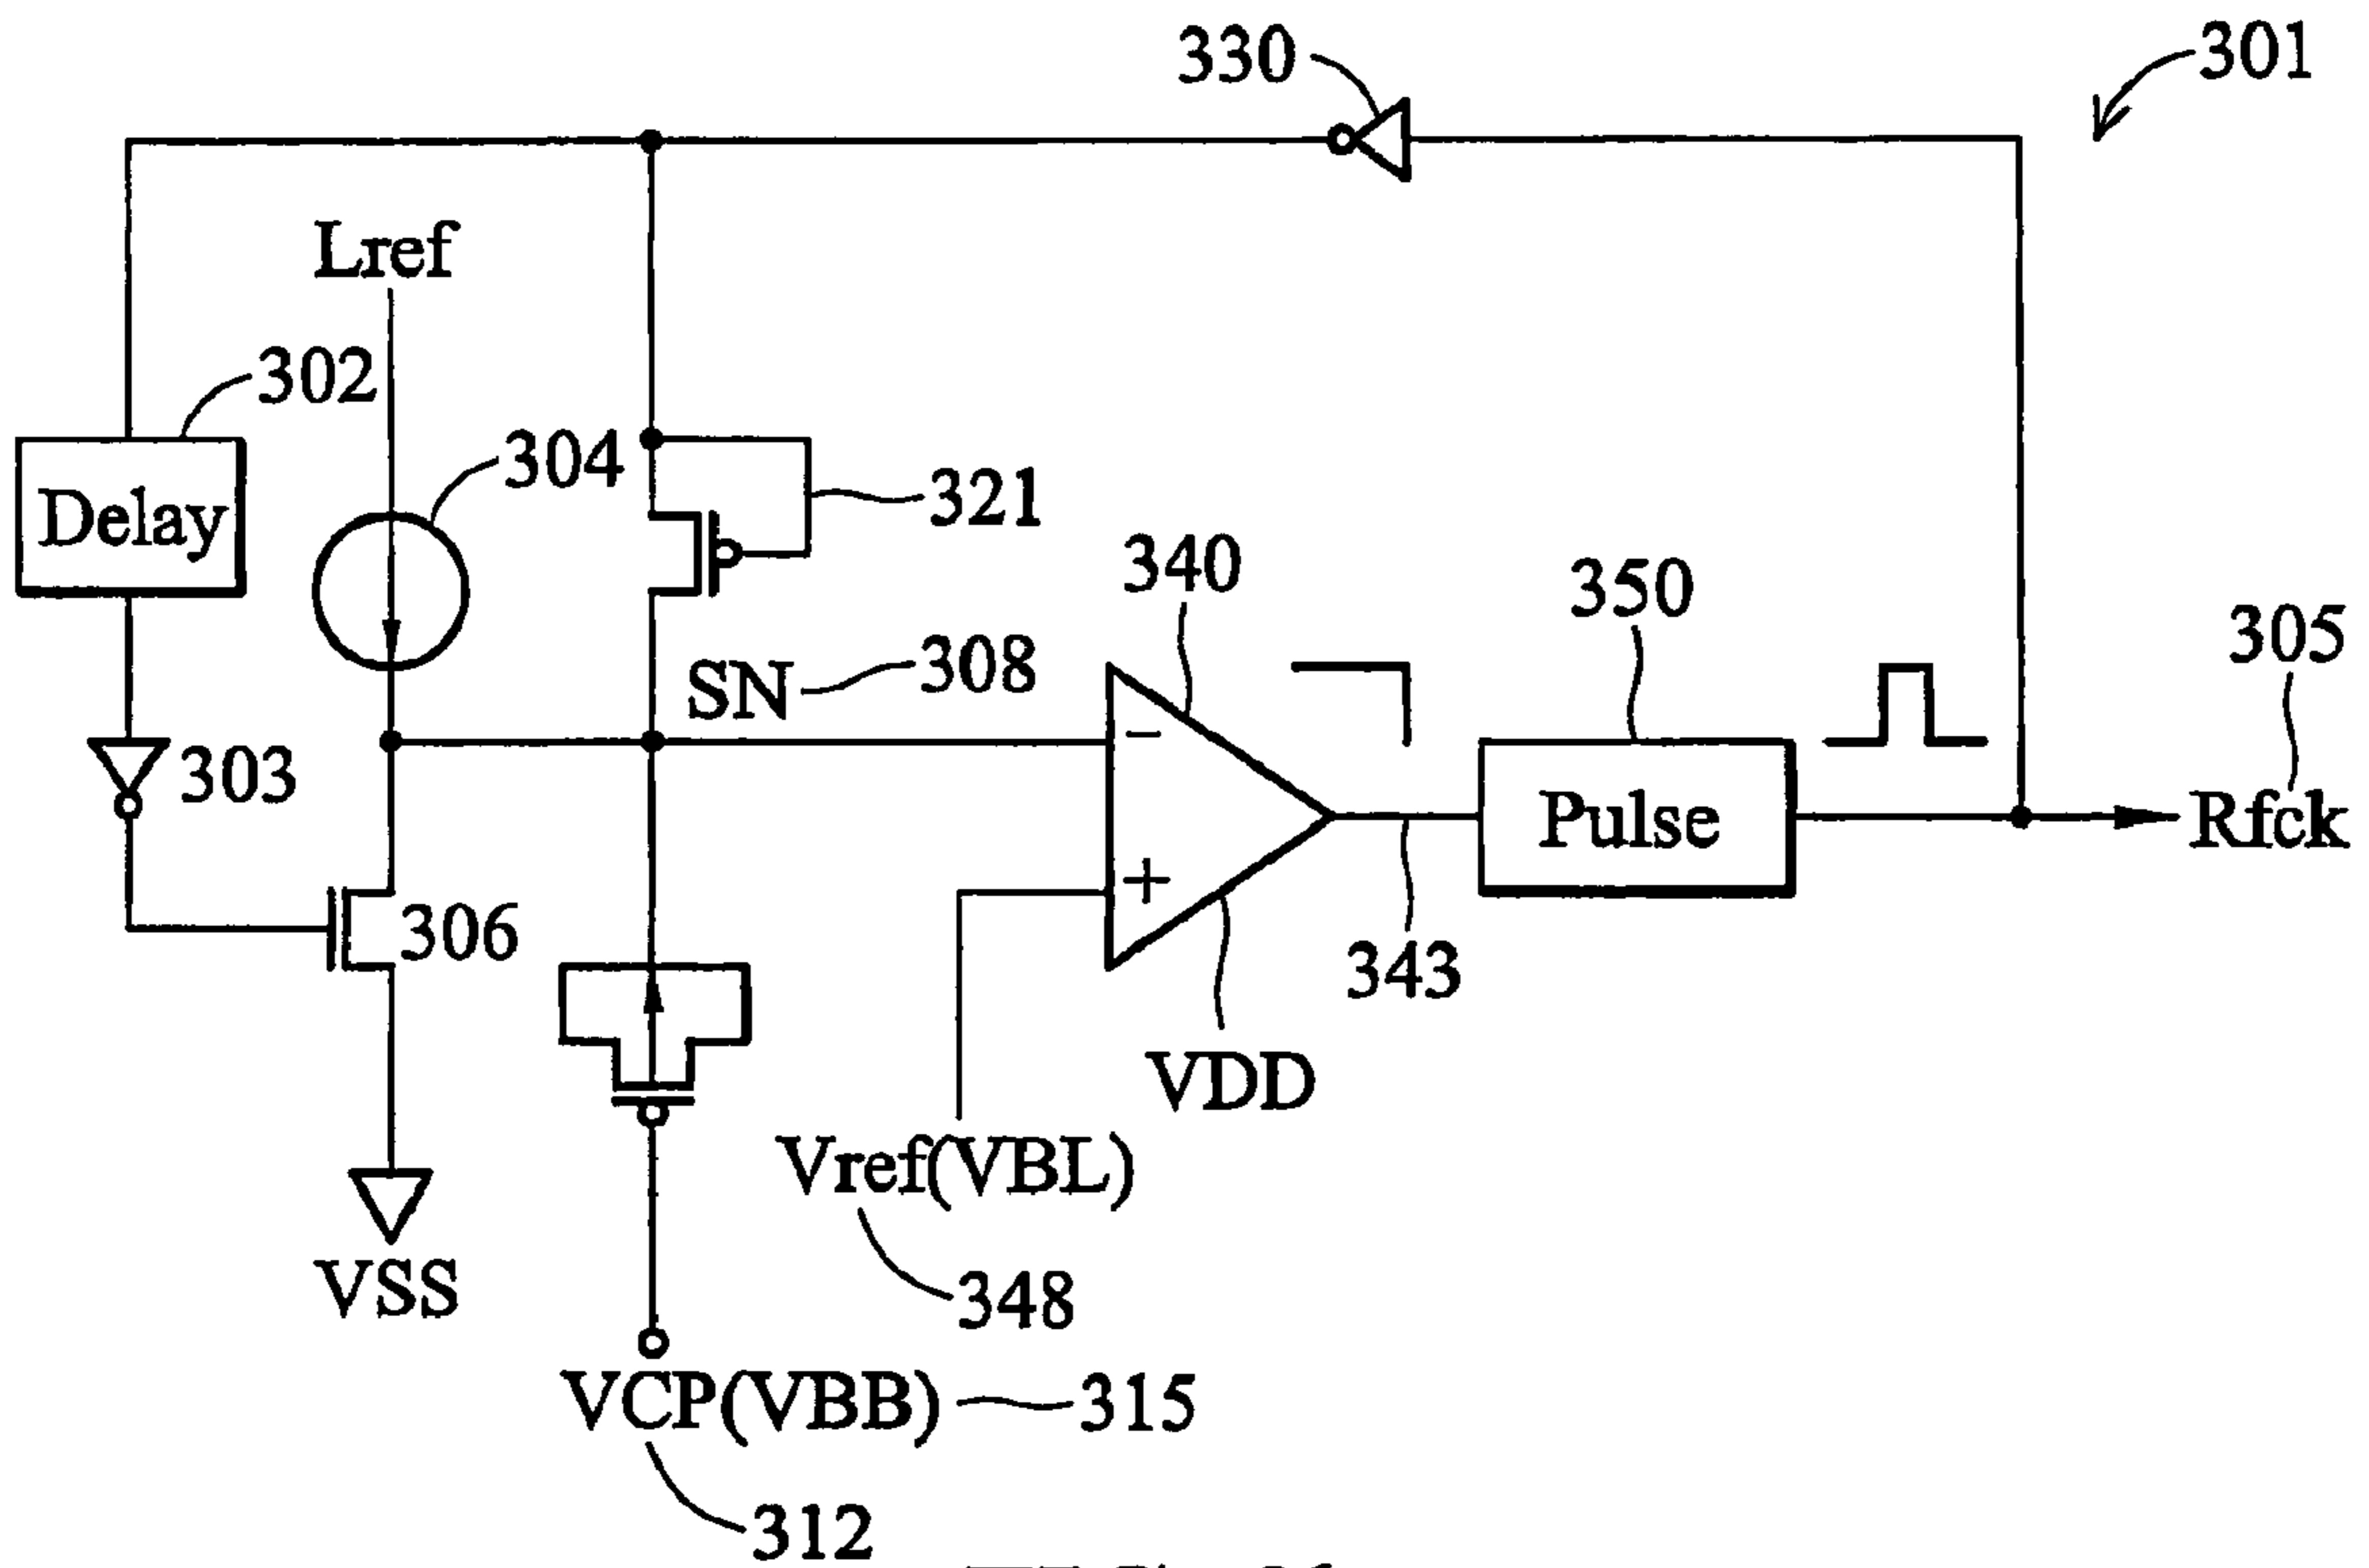 330
301
Lref
302
304
Delay
321
340
350
305
SN
308
303
-
Pulse
Rfck
+
306
343
VDD
Vref(VBL)
VSS
348
VCP(VBB)
315
312